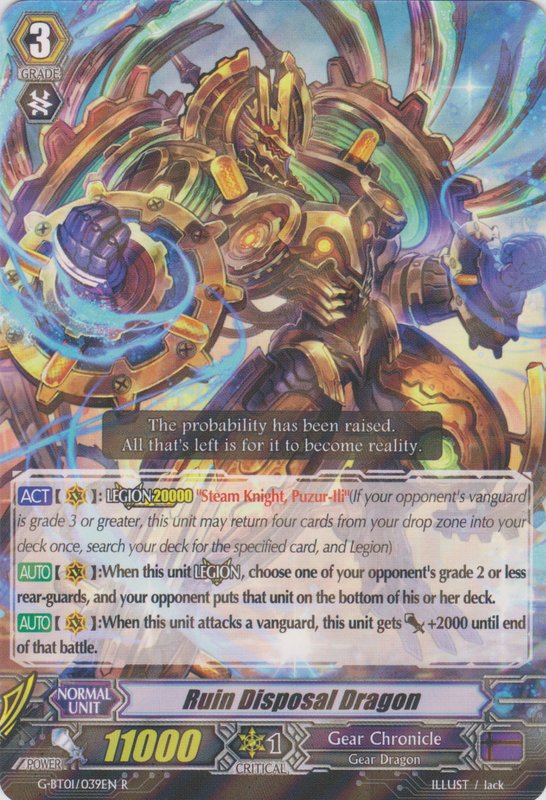 3
GRADE
The probability has been raised.
All that's left is for it to become reality.
ACT【 】: LEGION 20000 "Steam Knight, Puzur-Ili"(If your opponent's vanguard
is grade 3 or greater, this unit may return four cards from your drop zone into your
deck once, search your deck for the specified card, and Legion)
AUTO【 】:When this unit LEGION, choose one of your opponent's grade 2 or less
rear-guards, and your opponent puts that unit on the bottom of his or her deck.
AUTO【 】:When this unit attacks a vanguard, this unit gets +2000 until end
of that battle.
NORMAL
UNIT
Ruin Disposal Dragon
POWER
11000
1
CRITICAL
Gear Chronicle
Gear Dragon
G-BT01/039EN R
ILLUST / lack